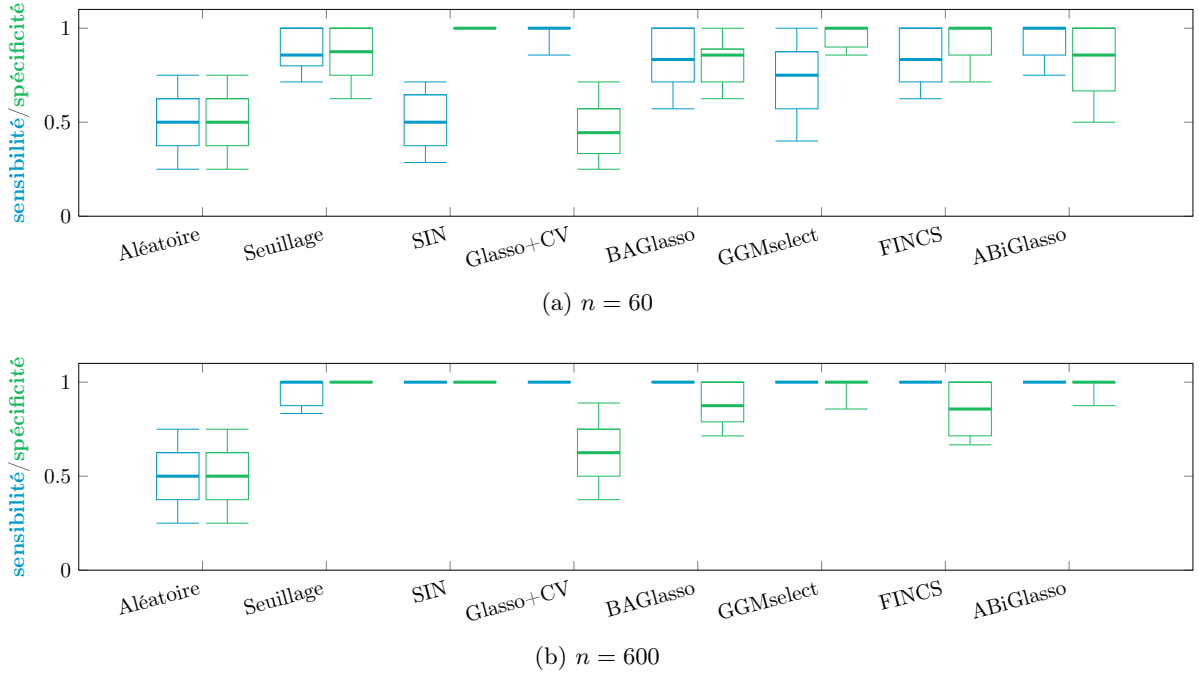 sensibilité/spécificité
1
0.5
0
Aléatoire
Seuillage
SIN
Glasso+CV
BAGlasso
GGMselect
FINCS
ABiGlasso
(a) n = 60
sensibilité/spécificité
1
0.5
0
Aléatoire
Seuillage
SIN
Glasso+CV
BAGlasso
GGMselect
FINCS
ABiGlasso
(b) n = 600